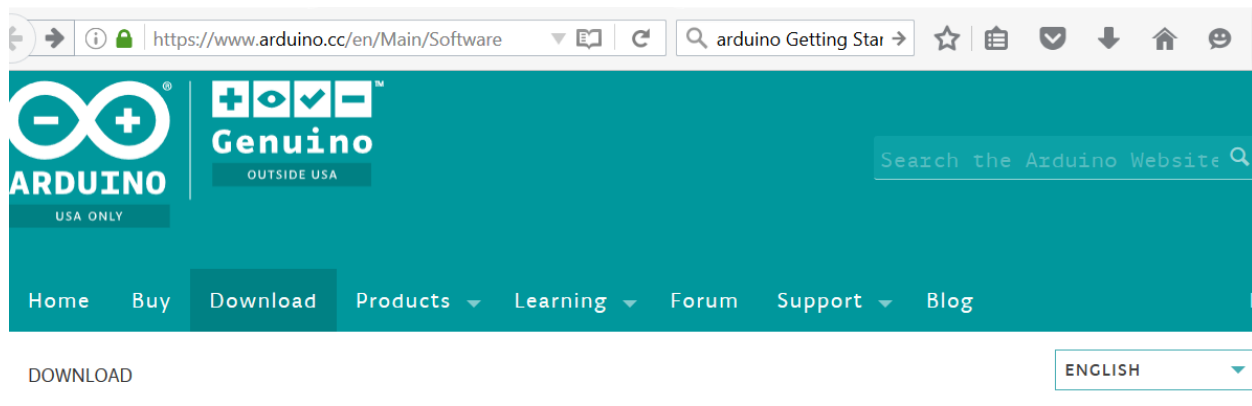 https://www.arduino.cc/en/Main/Software
arduino Getting Star
ARDUINO
USA ONLY
Genuino
OUTSIDE USA
Search the Arduino Website
Home Buy Download Products Learning Forum Support Blog
DOWNLOAD
ENGLISH